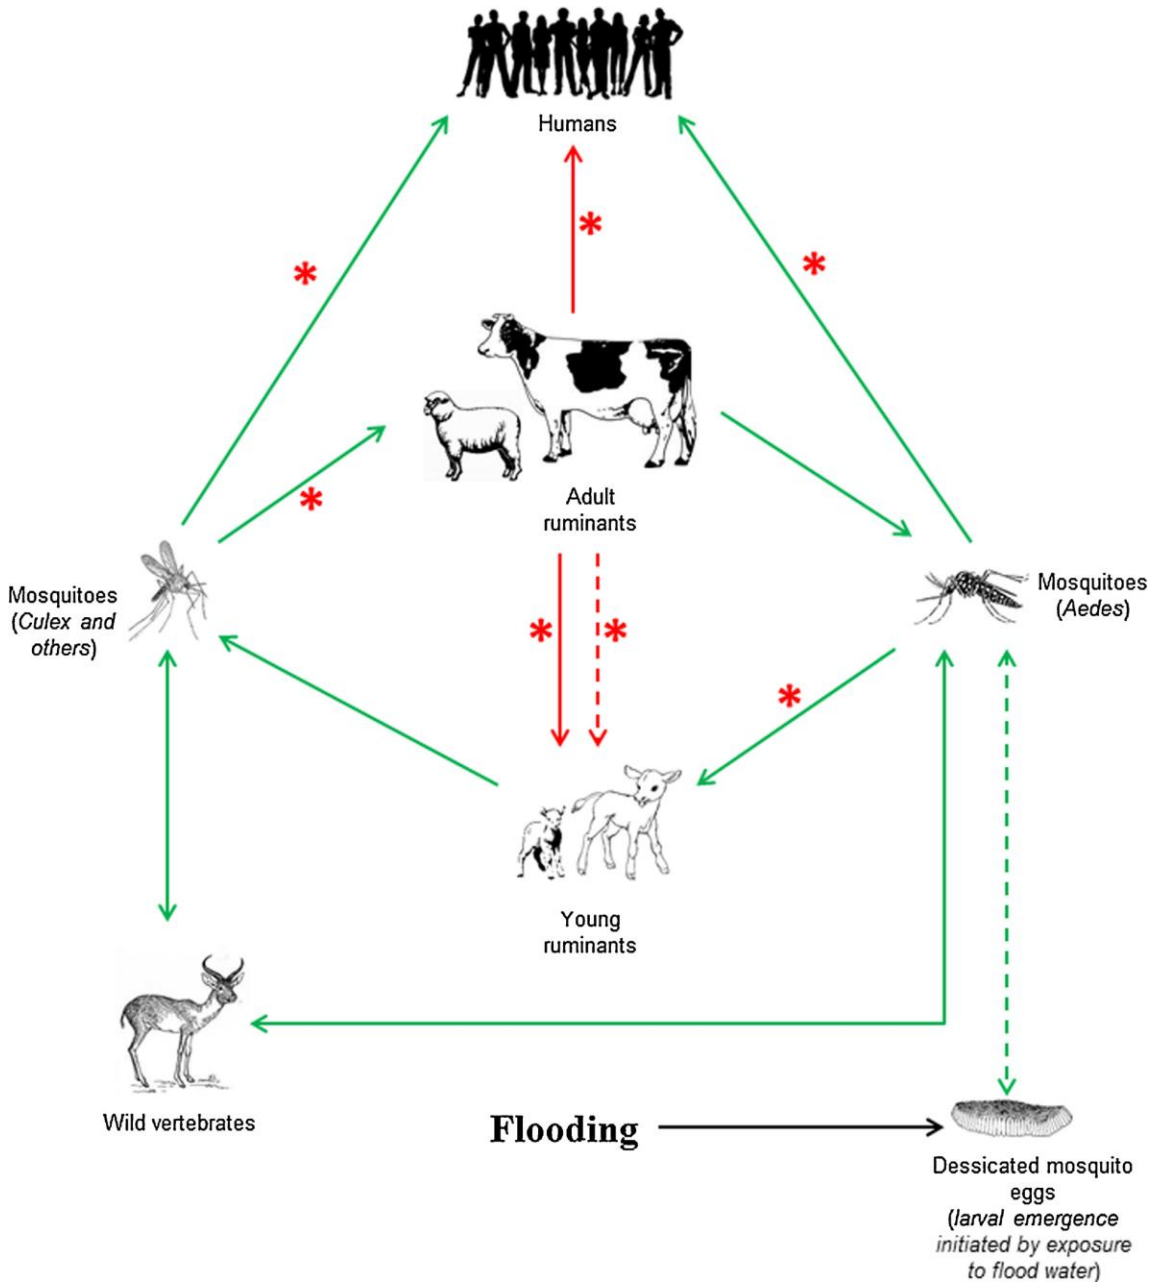 Humans
*
*
*
Adult
ruminants
*
Mosquitoes
(Culex and
others)
Mosquitoes
(Aedes)
*
*
*
Young
ruminants
Wild vertebrates
Flooding
Dessicated mosquito
eggs
(larval emergence
initiated by exposure
to flood water)